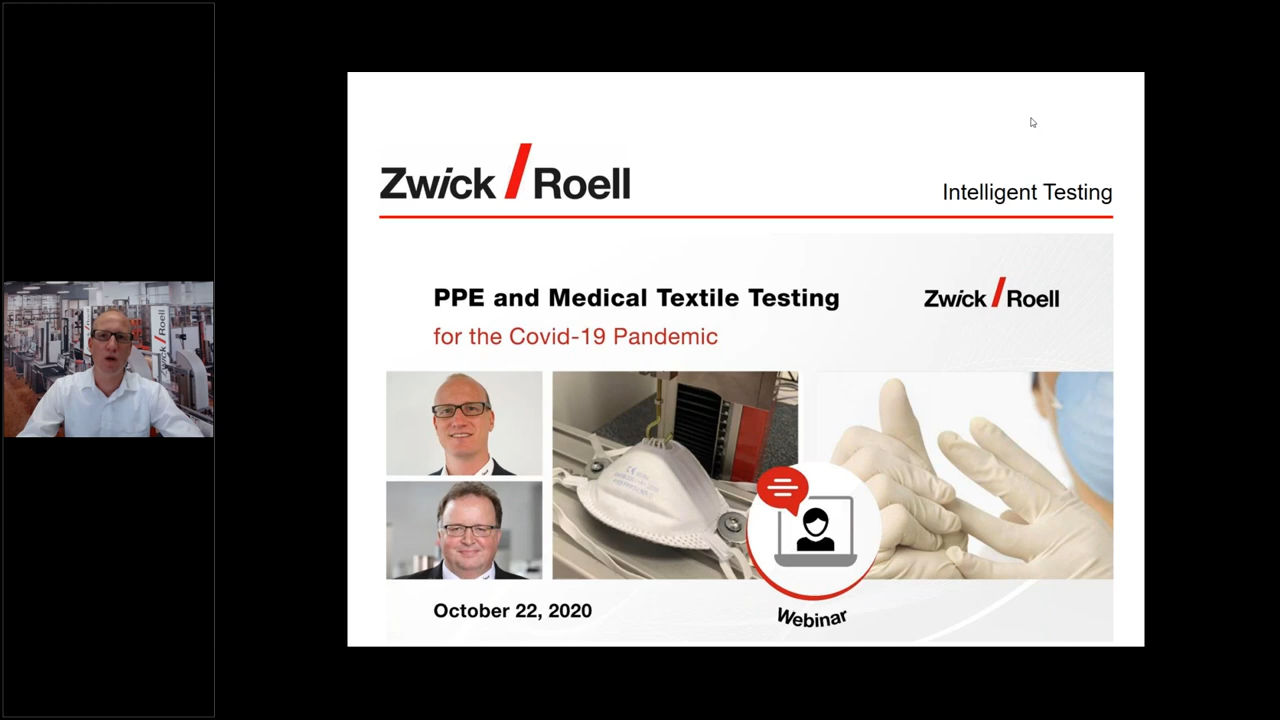 Zwick / Roell
Intelligent Testing
PPE and Medical Textile Testing
Zwick / Roell
for the Covid-19 Pandemic
October 22, 2020
Webinar
Roell